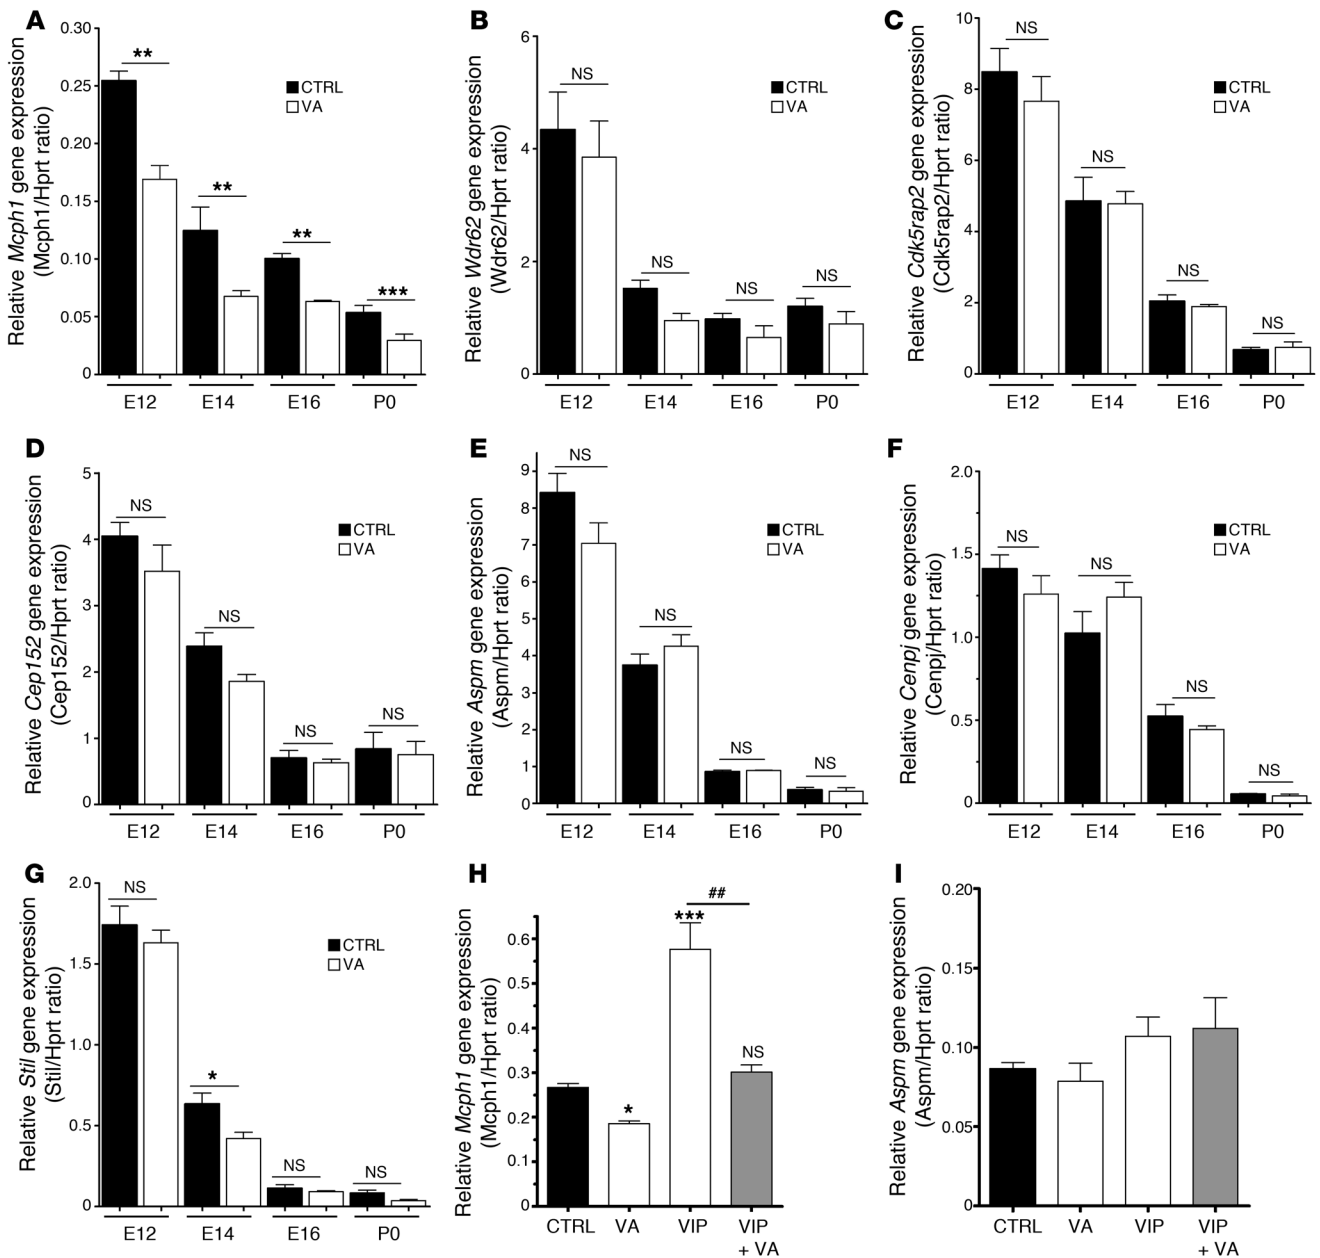 A
Relative Mcph1 gene expression
(Mcph1/Hprt ratio)
0.30
0.25
0.20
0.15
0.10
0.05
0
**
**
**
***
CTRL
VA
E12 E14 E16 P0
B
Relative Wdr62 gene expression
(Wdr62/Hprt ratio)
6
4
2
0
NS
NS
NS
NS
CTRL
VA
E12 E14 E16 P0
C
Relative Cdk5rap2 gene expression
(Cdk5rap2/Hprt ratio)
10
8
6
4
2
0
NS
NS
NS
NS
CTRL
VA
E12 E14 E16 P0
D
Relative Cep152 gene expression
(Cep152/Hprt ratio)
5
4
3
2
1
0
NS
NS
NS
NS
CTRL
VA
E12 E14 E16 P0
E
Relative Aspm gene expression
(Aspm/Hprt ratio)
9
8
7
6
5
4
3
2
1
0
NS
NS
NS
NS
CTRL
VA
E12 E14 E16 P0
F
Relative Cenpj gene expression
(Cenpj/Hprt ratio)
2.0
1.5
1.0
0.5
0
NS
NS
NS
NS
CTRL
VA
E12 E14 E16 P0
G
Relative Stil gene expression
(Stil/Hprt ratio)
2.0
1.5
1.0
0.5
0
NS
*
NS
NS
CTRL
VA
E12 E14 E16 P0
H
Relative Mcph1 gene expression
(Mcph1/Hprt ratio)
0.6
0.5
0.4
0.3
0.2
0.1
0
##
***
NS
*
CTRL VA VIP VIP
+ VA
I
Relative Aspm gene expression
(Aspm/Hprt ratio)
0.20
0.15
0.10
0.05
0
CTRL VA VIP VIP
+ VA